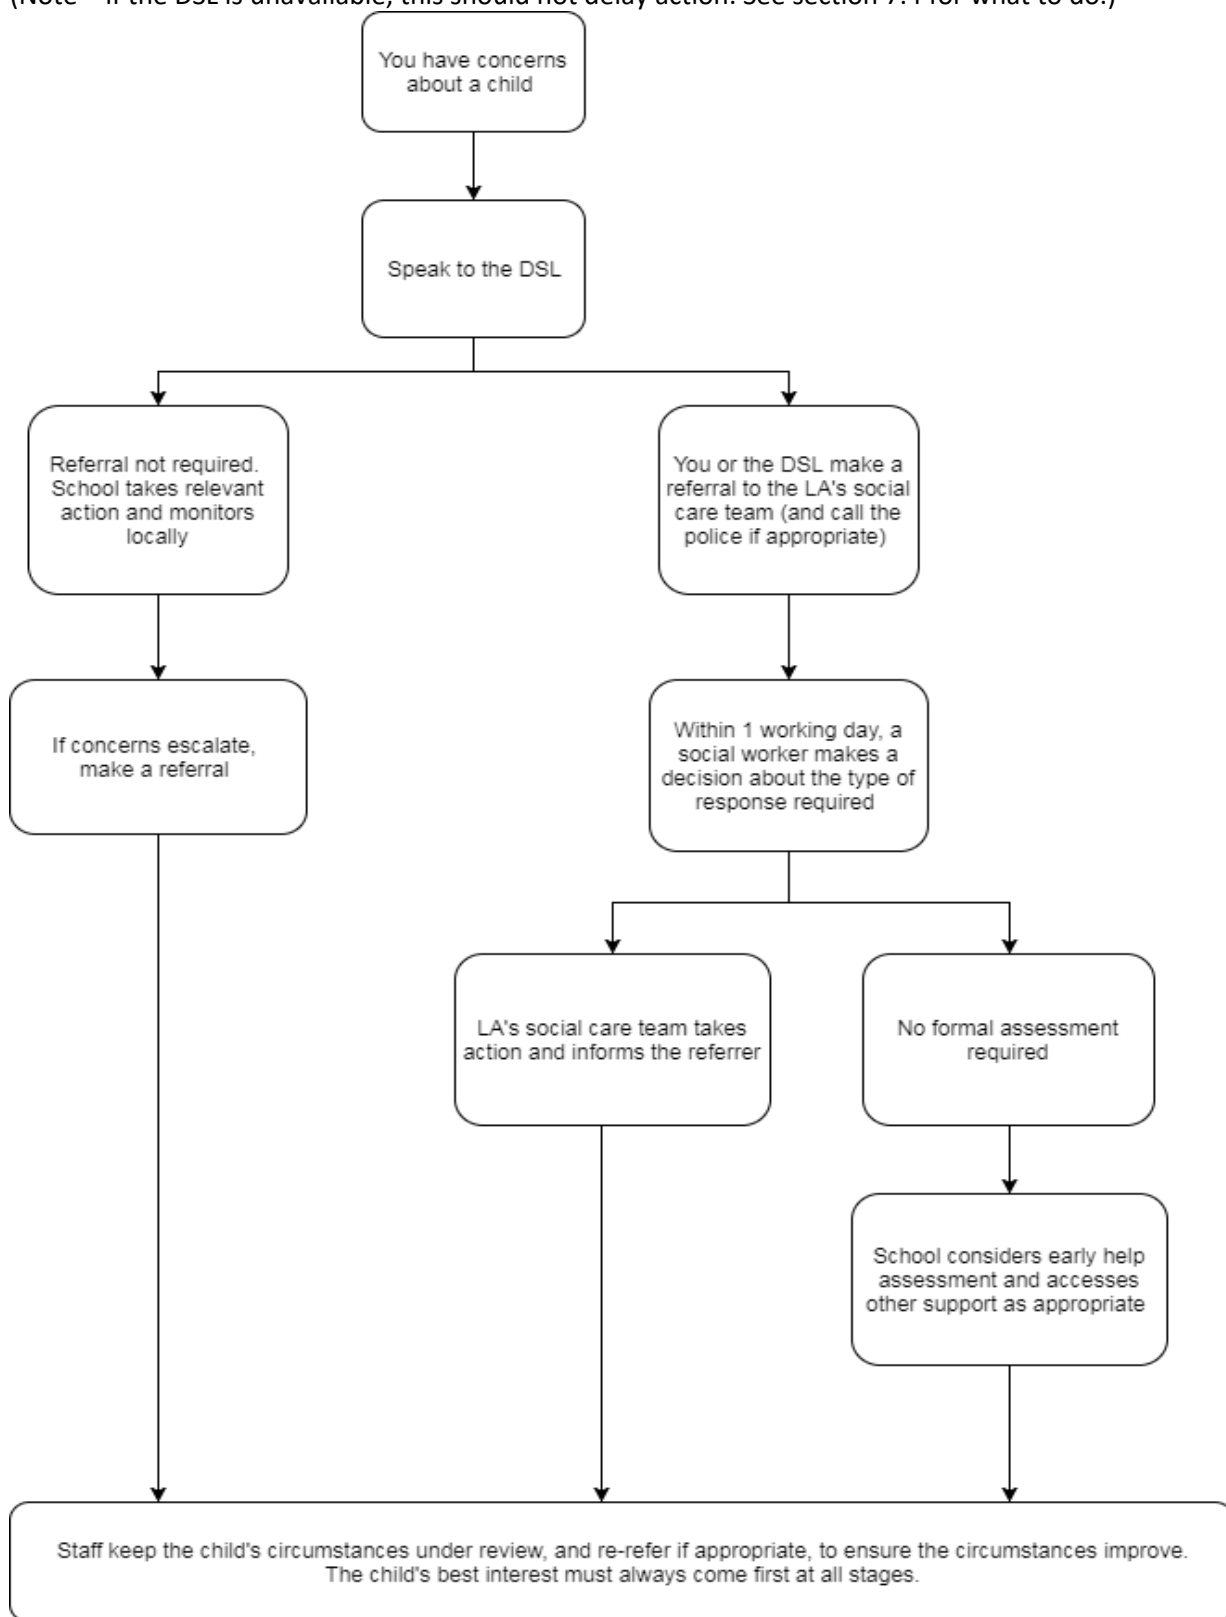 (Note – if the DSL is unavailable, this should not delay action. See section 7.4 for what to do.)
You have concerns
about a child
Speak to the DSL
Referral not required.
School takes relevant
action and monitors
locally
You or the DSL make a
referral to the LA's social
care team (and call the
police if appropriate)
If concerns escalate,
make a referral
Within 1 working day, a
social worker makes a
decision about the type of
response required
LA's social care team takes
action and informs the referrer
No formal assessment
required
School considers early help
assessment and accesses
other support as appropriate
Staff keep the child's circumstances under review, and re-refer if appropriate, to ensure the circumstances improve.
The child's best interest must always come first at all stages.